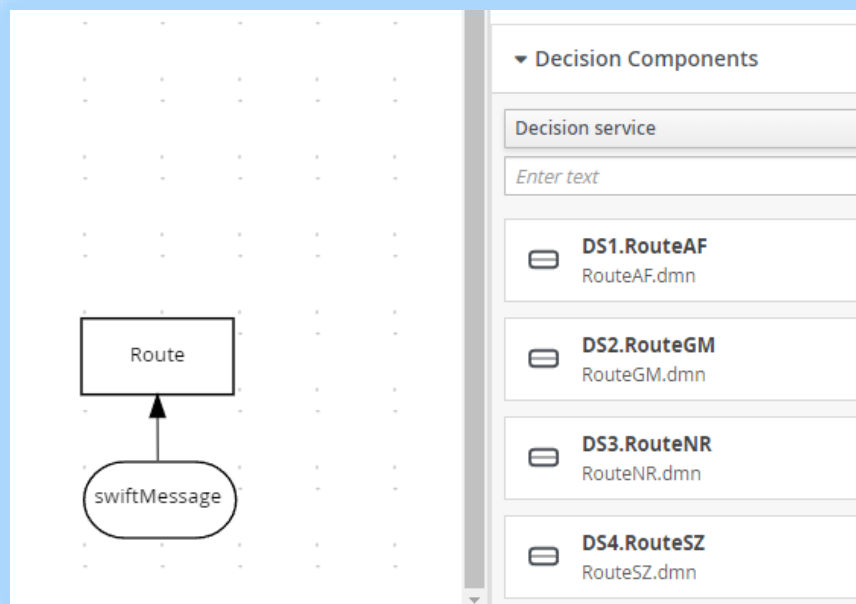 Route
swiftMessage
Decision Components
Decision service
Enter text
DS1.RouteAF
RouteAF.dmn
DS2.RouteGM
RouteGM.dmn
DS3.RouteNR
RouteNR.dmn
DS4.RouteSZ
RouteSZ.dmn